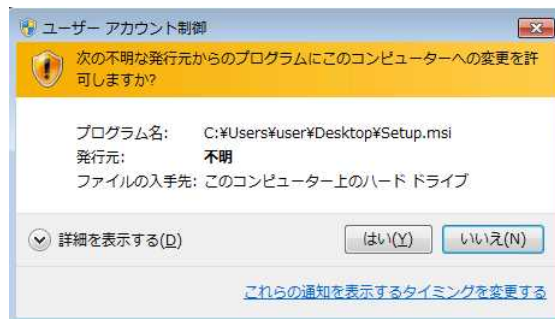 ユーザー アカウント制御
次の不明な発行元からのプログラムにこのコンピューターへの変更を許
可しますか?
プログラム名: C:¥Users¥user¥Desktop¥Setup.msi
発行元: 不明
ファイルの入手先: このコンピューター上のハード ドライブ
詳細を表示する(D) はい(Y) いいえ(N)
これらの通知を表示するタイミングを変更する